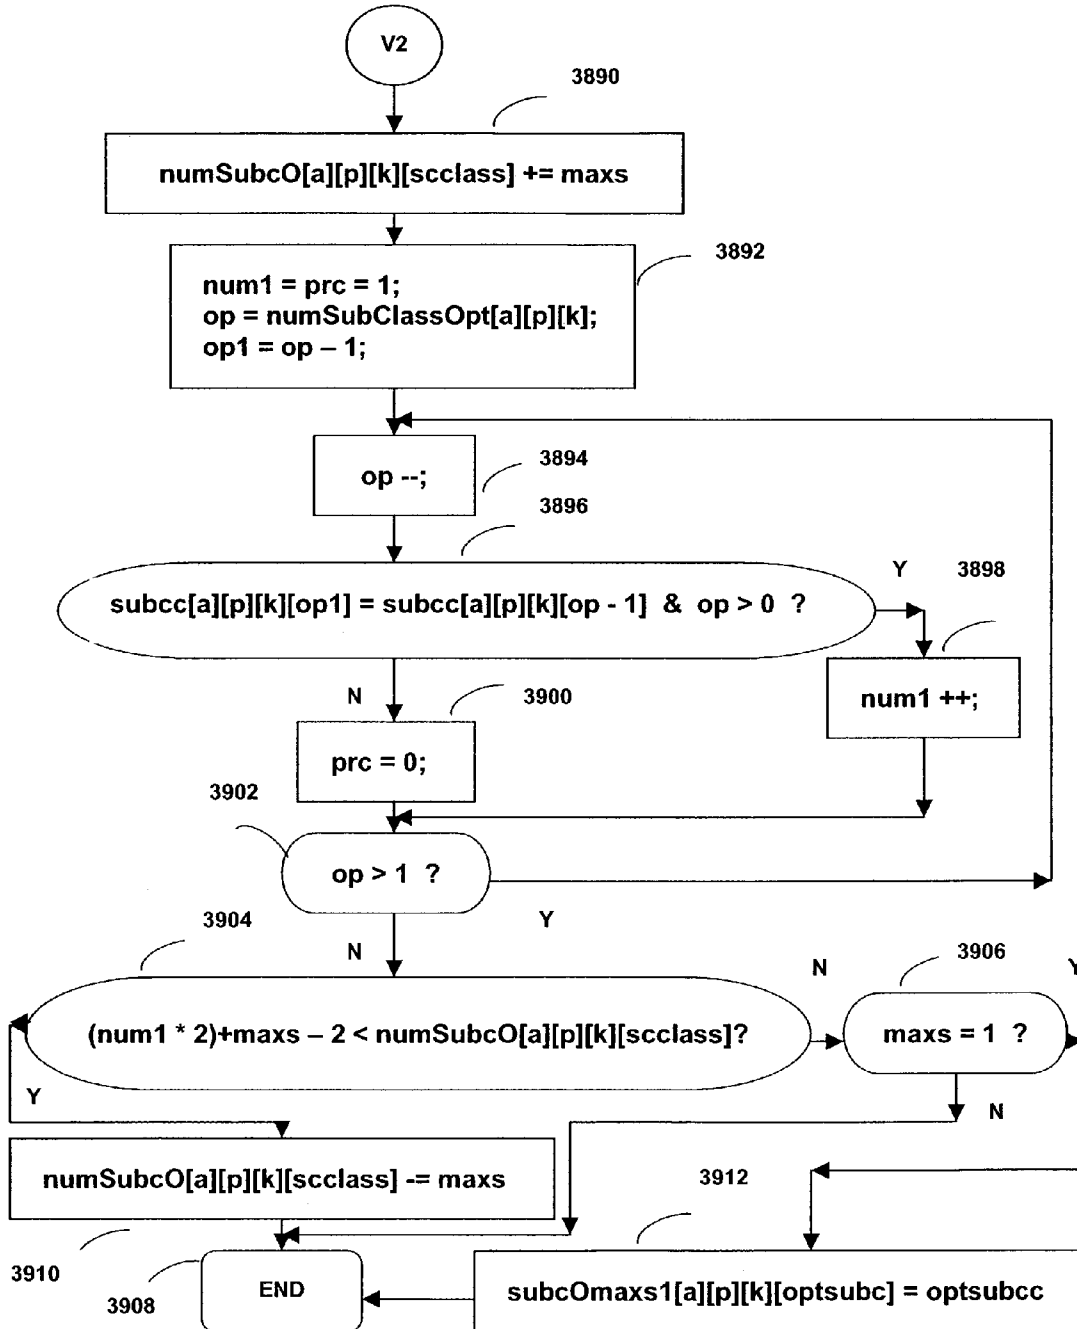 V2
3890
numSubcO[a][p][k][scclass] += maxs
3892
num1 = prc = 1;
op = numSubClassOpt[a][p][k];
op1 = op – 1;
op --;
3894
3896
subcc[a][p][k][op1] = subcc[a][p][k][op - 1] & op > 0 ?
Y
3898
num1 ++;
N
3900
prc = 0;
3902
op > 1 ?
Y
3904
N
(num1 * 2)+maxs – 2 < numSubcO[a][p][k][scclass]?
N
3906
Y
maxs = 1 ?
Y
N
numSubcO[a][p][k][scclass] -= maxs
3912
3910
3908
END
subcOmaxs1[a][p][k][optsubc] = optsubcc